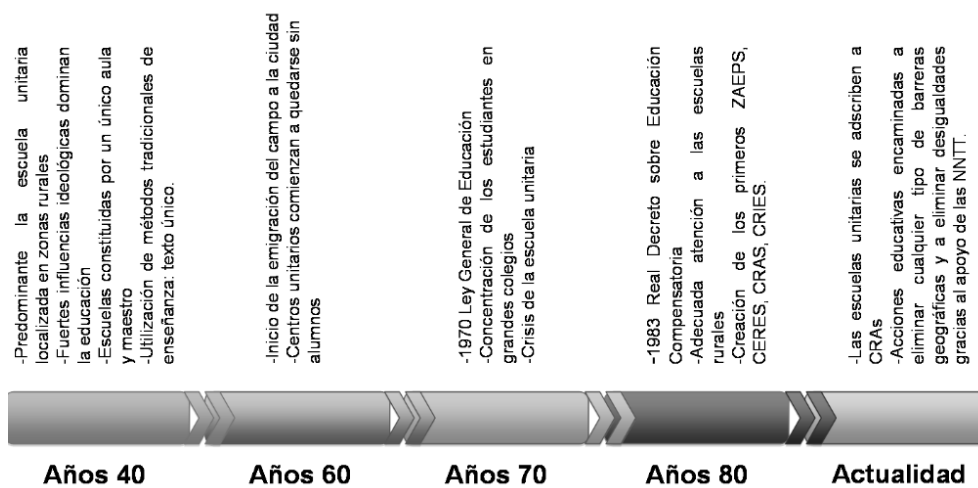 -Predominante la escuela unitaria
localizada en zonas rurales
-Fuertes influencias ideológicas dominan
la educación
-Escuelas constituidas por un único aula
y maestro
-Utilización de métodos tradicionales de
enseñanza: texto único.
-Inicio de la emigración del campo a la ciudad
-Centros unitarios comienzan a quedarse sin
alumnos
-1970 Ley General de Educación
-Concentración de los estudiantes en
grandes colegios
-Crisis de la escuela unitaria
-1983 Real Decreto sobre Educación
Compensatoria
-Adecuada atención a las escuelas
rurales
-Creación de los primeros ZAEPS,
CERES, CRAS, CRIES.
-Las escuelas unitarias se adscriben a
CRAs
-Acciones educativas encaminadas a
eliminar cualquier tipo de barreras
geográficas y a eliminar desigualdades
gracias al apoyo de las NNTT.
Años 40
Años 60
Años 70
Años 80
Actualidad